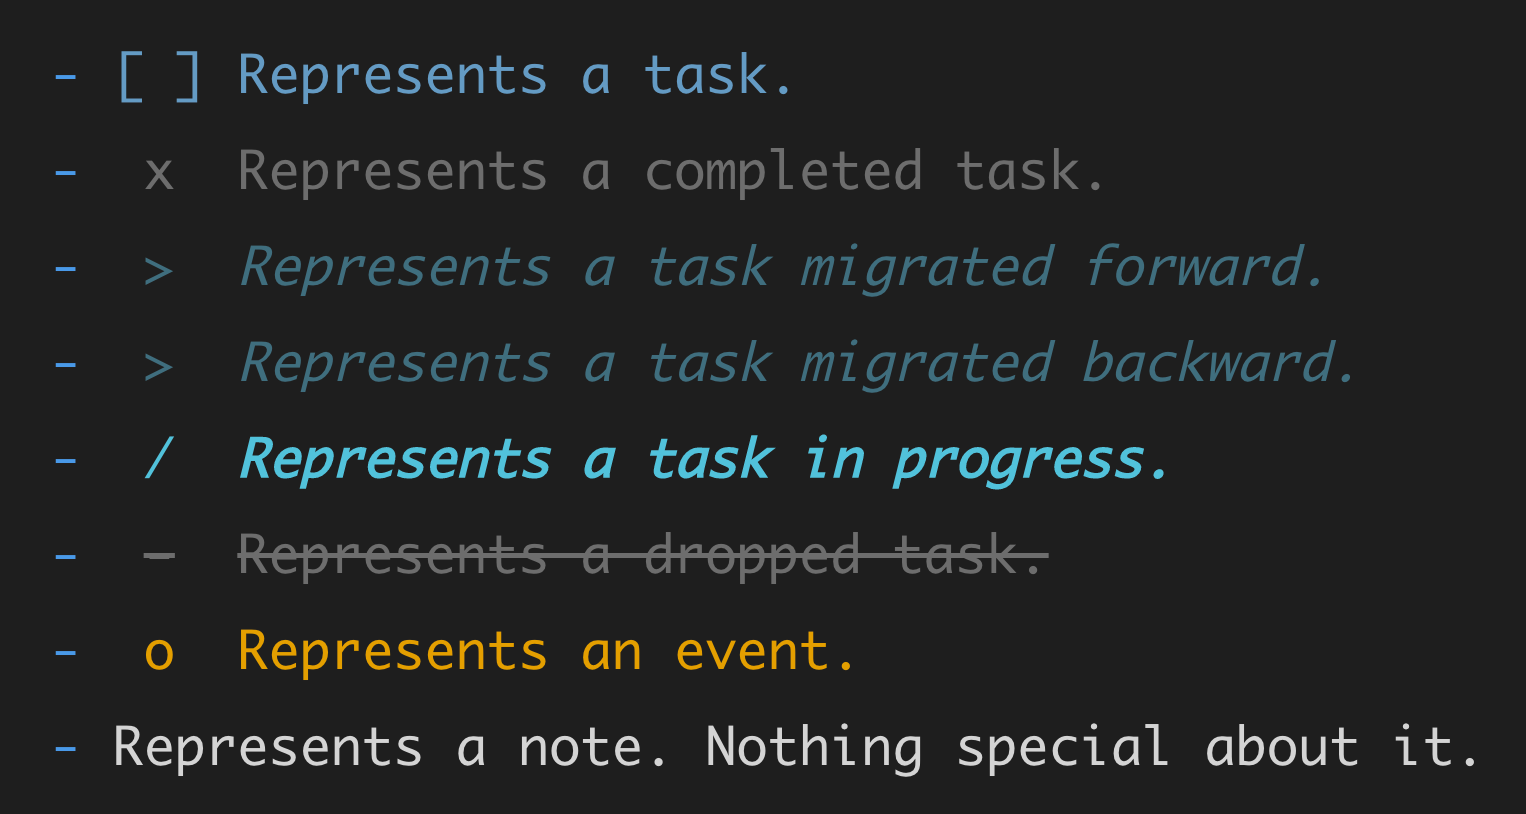 - [ ] Represents a task.
-  x  Represents a completed task.
-  >  Represents a task migrated forward.
-  >  Represents a task migrated backward.
-  /  Represents a task in progress.
-  –  Represents a dropped task.
-  o  Represents an event.
- Represents a note. Nothing special about it.